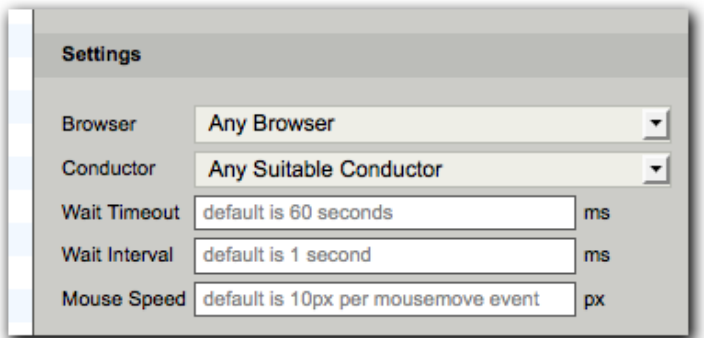 Settings
Browser Any Browser
Conductor Any Suitable Conductor
Wait Timeout default is 60 seconds ms
Wait Interval default is 1 second ms
Mouse Speed default is 10px per mousemove event px